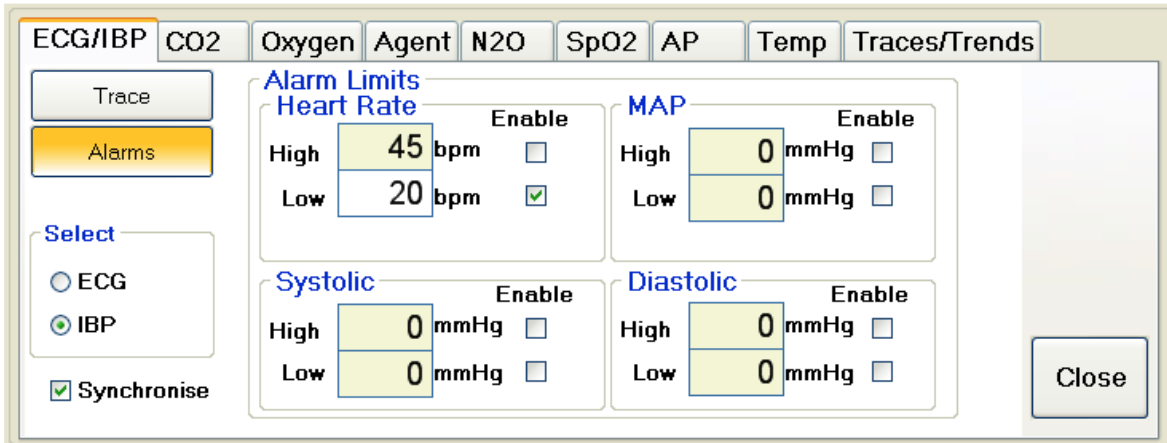 ECG/IBP CO2 Oxygen Agent N2O SpO2 AP Temp Traces/Trends
Trace
Alarms
Select
ECG
IBP
Synchronise
Alarm Limits
Heart Rate
Enable
High 45 bpm
Low 20 bpm
MAP
Enable
High 0 mmHg
Low 0 mmHg
Systolic
Enable
High 0 mmHg
Low 0 mmHg
Diastolic
Enable
High 0 mmHg
Low 0 mmHg
Close